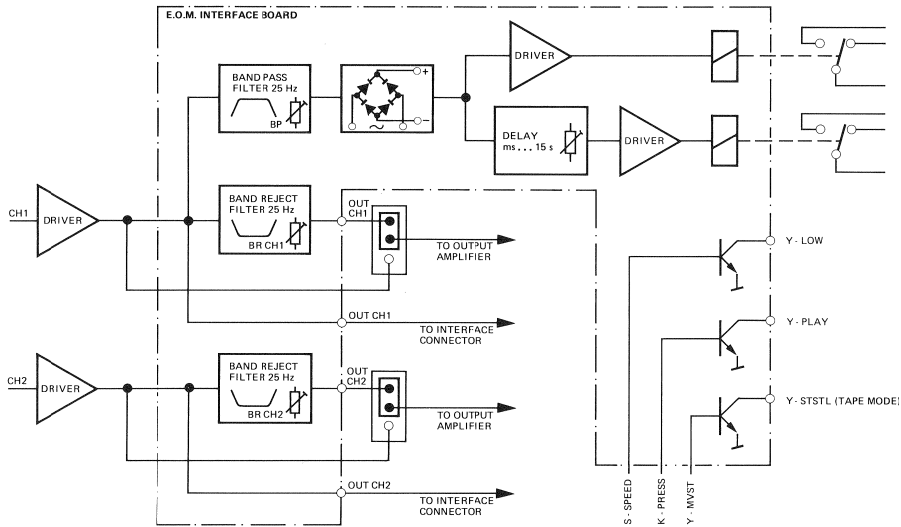 E.O.M. INTERFACE BOARD
BAND PASS
FILTER 25 Hz
BP
+
−
~
DRIVER
DELAY
ms...15 s
DRIVER
CH1
DRIVER
BAND REJECT
FILTER 25 Hz
BR CH1
OUT
CH1
TO OUTPUT
AMPLIFIER
OUT CH1
TO INTERFACE
CONNECTOR
CH2
DRIVER
BAND REJECT
FILTER 25 Hz
BR CH2
OUT
CH2
TO OUTPUT
AMPLIFIER
OUT CH2
TO INTERFACE
CONNECTOR
Y - LOW
Y - PLAY
Y - STSTL (TAPE MODE)
S - SPEED
K - PRESS
Y - MVST